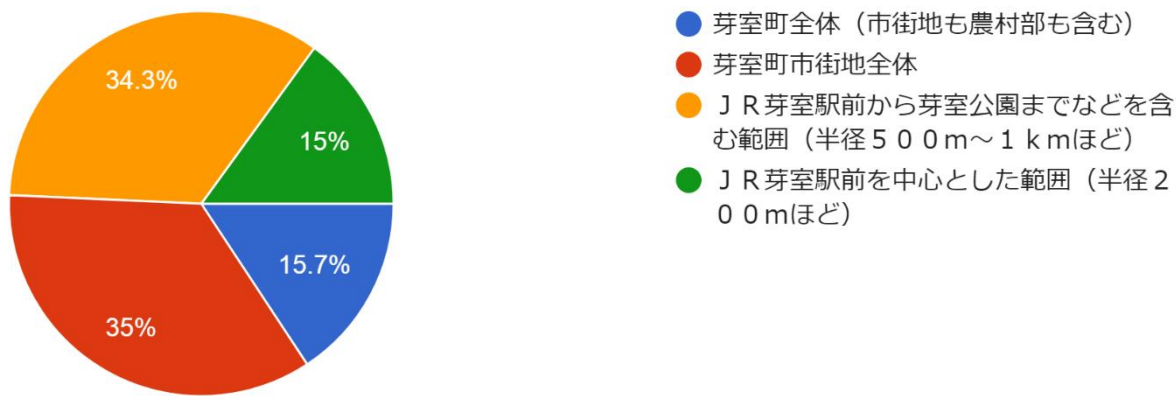 34.3%
15%
15.7%
35%
芽室町全体（市街地も農村部も含む）
芽室町市街地全体
ＪＲ芽室駅前から芽室公園までなどを含
む範囲（半径５００ｍ～１ｋｍほど）
ＪＲ芽室駅前を中心とした範囲（半径２
００ｍほど）